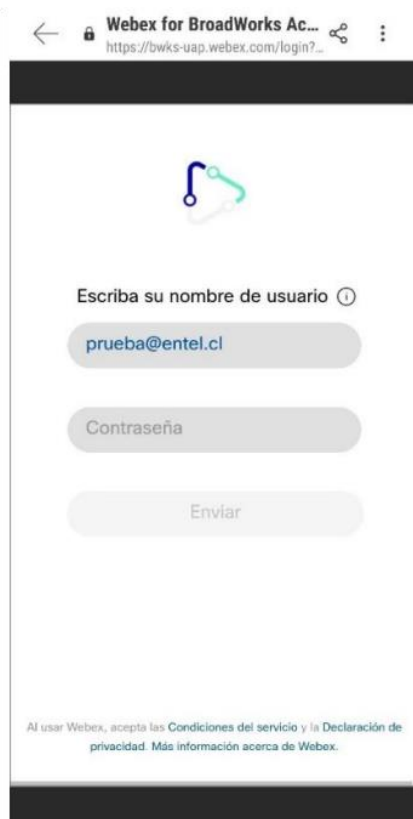 Webex for BroadWorks Ac...
https://bwks-uap.webex.com/login?...
Escriba su nombre de usuario
prueba@entel.cl
Contraseña
Enviar
Al usar Webex, acepta las Condiciones del servicio y la Declaración de
privacidad. Más información acerca de Webex.